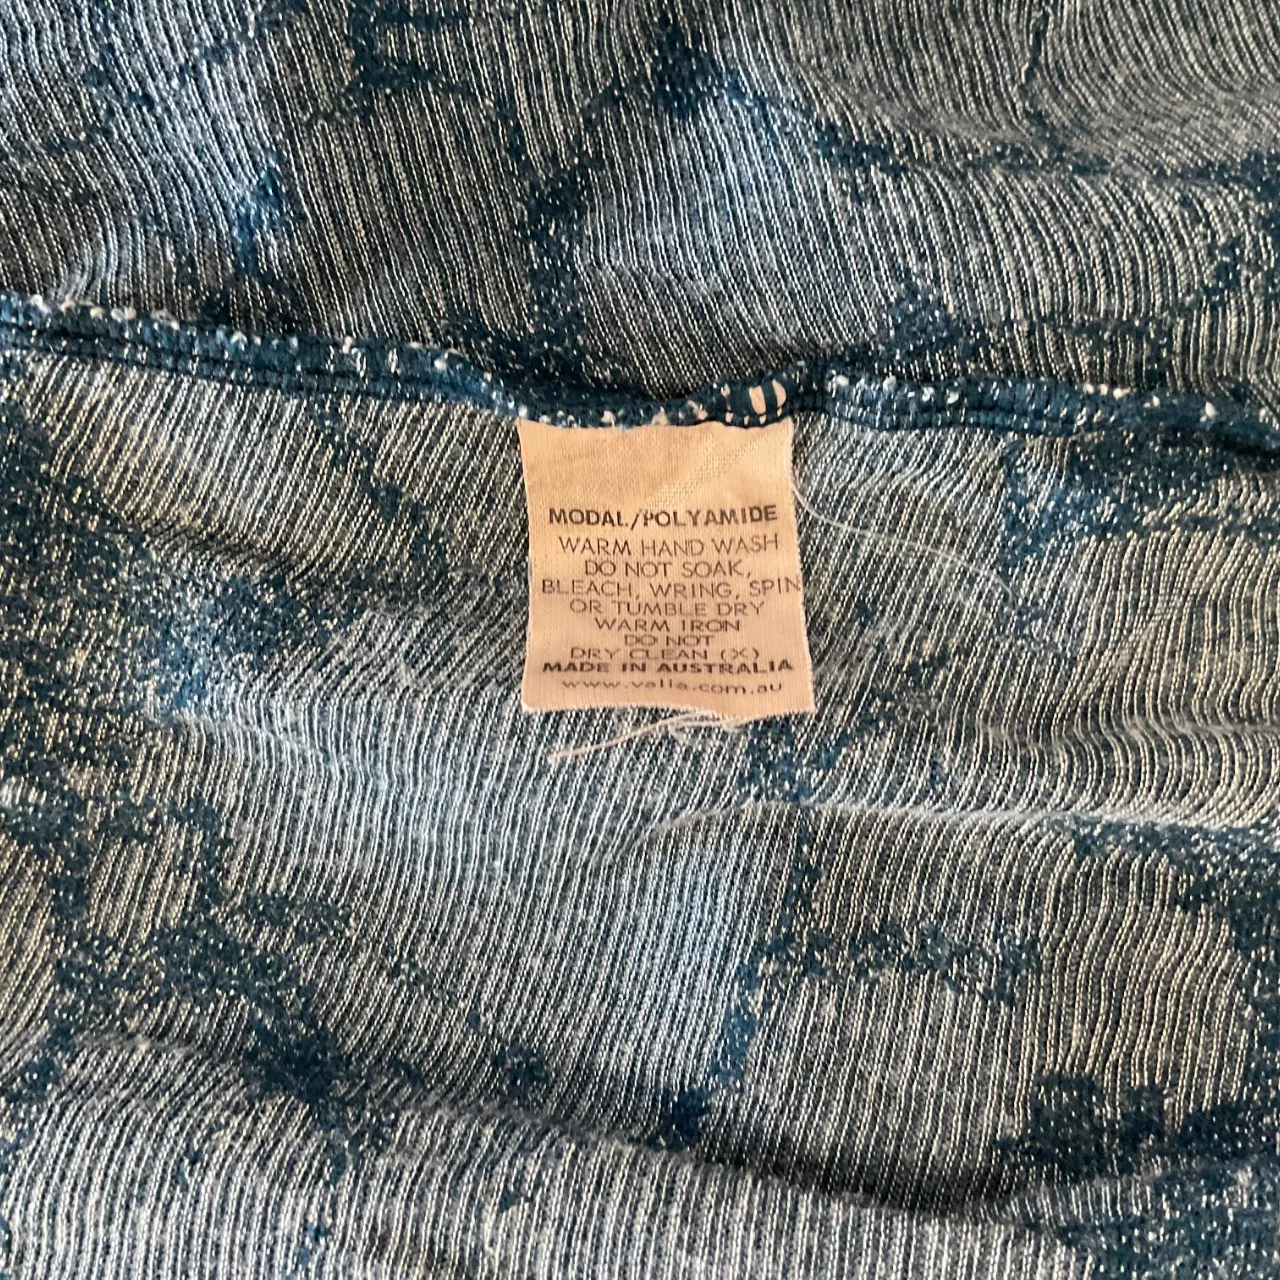 MODAL/POLYAMIDE
WARM HAND WASH
DO NOT SOAK,
BLEACH, WRING, SPIN
OR TUMBLE DRY
WARM IRON
DO NOT
DRY CLEAN (X)
MADE IN AUSTRALIA
www.valia.com.au